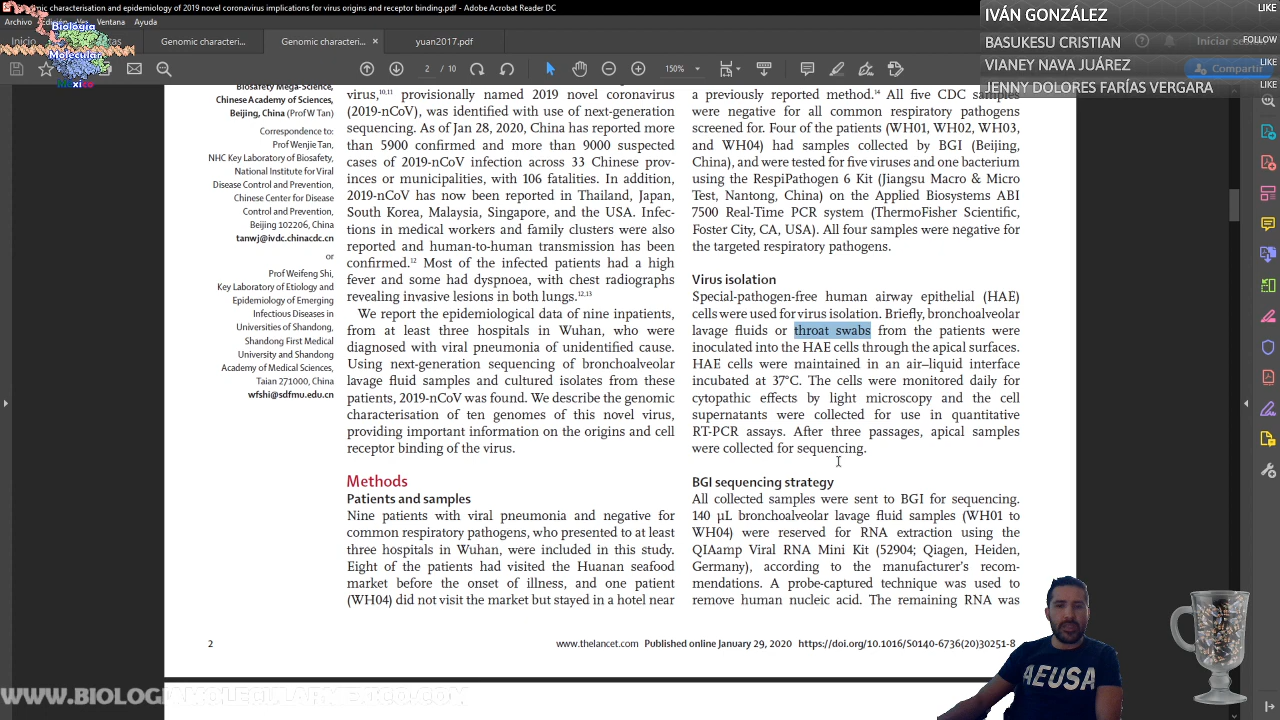 mic characterisation and epidemiology of 2019 novel coronavirus implications for virus origins and receptor binding.pdf - Adobe Acrobat Reader DC
Archivo
Biología
Molecular
México
Inicio
Genomic characteri...
Genomic characteri...
yuan2017.pdf
Iniciar se
2 / 10
150%
Compartir
IVÁN GONZÁLEZ
LIKE
BASUKESU CRISTIAN
FOLLOW
VIANEY NAVA JUÁREZ
LIKE
JENNY DOLORES FARÍAS VERGARA
LIKE
Biosafety Mega-Science,
Chinese Academy of Sciences,
Beijing, China (Prof W Tan)
Correspondence to:
Prof Wenjie Tan,
NHC Key Laboratory of Biosafety,
National Institute for Viral
Disease Control and Prevention,
Chinese Center for Disease
Control and Prevention,
Beijing 102206, China
tanwj@ivdc.chinacdc.cn
or
Prof Weifeng Shi,
Key Laboratory of Etiology and
Epidemiology of Emerging
Infectious Diseases in
Universities of Shandong,
Shandong First Medical
University and Shandong
Academy of Medical Sciences,
Taian 271000, China
wfshi@sdfmu.edu.cn
virus,10,11 provisionally named 2019 novel coronavirus
(2019-nCoV), was identified with use of next-generation
sequencing. As of Jan 28, 2020, China has reported more
than 5900 confirmed and more than 9000 suspected
cases of 2019-nCoV infection across 33 Chinese prov-
inces or municipalities, with 106 fatalities. In addition,
2019-nCoV has now been reported in Thailand, Japan,
South Korea, Malaysia, Singapore, and the USA. Infec-
tions in medical workers and family clusters were also
reported and human-to-human transmission has been
confirmed.12 Most of the infected patients had a high
fever and some had dyspnoea, with chest radiographs
revealing invasive lesions in both lungs.12,13
We report the epidemiological data of nine inpatients,
from at least three hospitals in Wuhan, who were
diagnosed with viral pneumonia of unidentified cause.
Using next-generation sequencing of bronchoalveolar
lavage fluid samples and cultured isolates from these
patients, 2019-nCoV was found. We describe the genomic
characterisation of ten genomes of this novel virus,
providing important information on the origins and cell
receptor binding of the virus.
Methods
Patients and samples
Nine patients with viral pneumonia and negative for
common respiratory pathogens, who presented to at least
three hospitals in Wuhan, were included in this study.
Eight of the patients had visited the Huanan seafood
market before the onset of illness, and one patient
(WH04) did not visit the market but stayed in a hotel near
a previously reported method.14 All five CDC samples
were negative for all common respiratory pathogens
screened for. Four of the patients (WH01, WH02, WH03,
and WH04) had samples collected by BGI (Beijing,
China), and were tested for five viruses and one bacterium
using the RespiPathogen 6 Kit (Jiangsu Macro & Micro
Test, Nantong, China) on the Applied Biosystems ABI
7500 Real-Time PCR system (ThermoFisher Scientific,
Foster City, CA, USA). All four samples were negative for
the targeted respiratory pathogens.
Virus isolation
Special-pathogen-free human airway epithelial (HAE)
cells were used for virus isolation. Briefly, bronchoalveolar
lavage fluids or throat swabs from the patients were
inoculated into the HAE cells through the apical surfaces.
HAE cells were maintained in an air–liquid interface
incubated at 37°C. The cells were monitored daily for
cytopathic effects by light microscopy and the cell
supernatants were collected for use in quantitative
RT-PCR assays. After three passages, apical samples
were collected for sequencing.
BGI sequencing strategy
All collected samples were sent to BGI for sequencing.
140 µL bronchoalveolar lavage fluid samples (WH01 to
WH04) were reserved for RNA extraction using the
QIAamp Viral RNA Mini Kit (52904; Qiagen, Heiden,
Germany), according to the manufacturer's recom-
mendations. A probe-captured technique was used to
remove human nucleic acid. The remaining RNA was
2
www.thelancet.com Published online January 29, 2020 https://doi.org/10.1016/S0140-6736(20)30251-8
WWW.BIOLOGIAMOLECULARMEXICO.COM
AEUSA